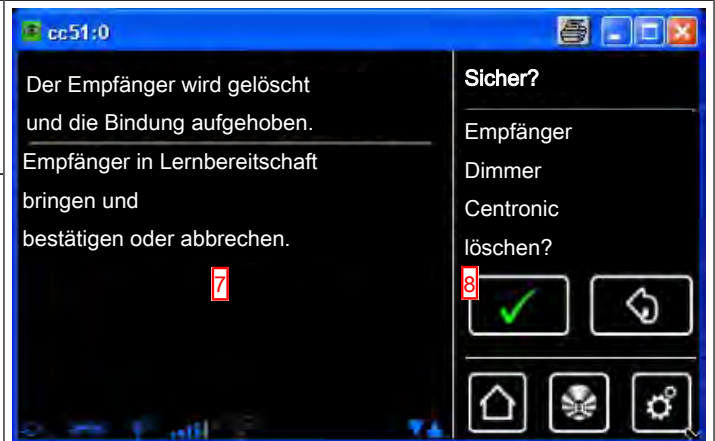 cc51:0
Der Empfänger wird gelöscht
und die Bindung aufgehoben.
Empfänger in Lernbereitschaft
bringen und
bestätigen oder abbrechen.
7
Sicher?
Empfänger
Dimmer
Centronic
löschen?
8